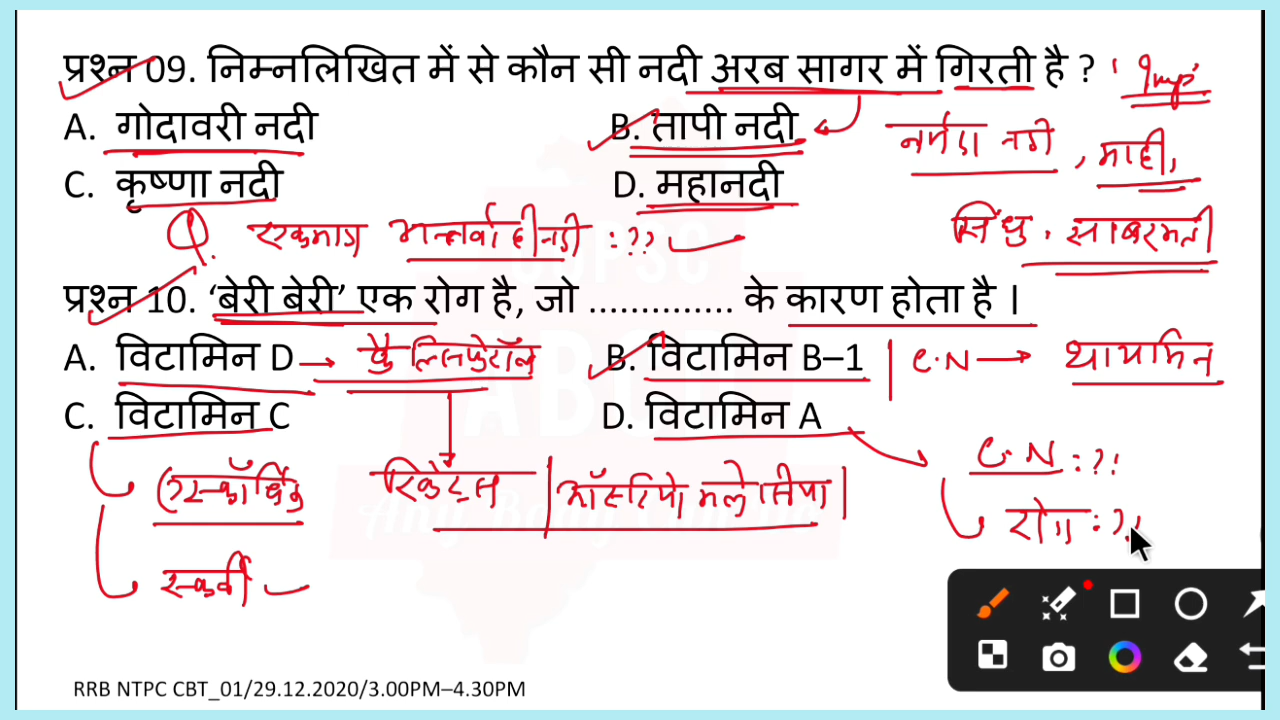 प्रश्न 09. निम्नलिखित में से कौन सी नदी अरब सागर में गिरती है ? Imp
A. गोदावरी नदी B. तापी नदी नर्मदा नदी, माही,
C. कृष्णा नदी D. महानदी सिंधु, साबरमती
Q. एकमात्र अन्तर्वाही नदी :??
प्रश्न 10. ‘बेरी बेरी’ एक रोग है, जो .............. के कारण होता है ।
A. विटामिन D → कैल्सिफेरॉल B. विटामिन B–1 | C.N → थायमिन
C. विटामिन C D. विटामिन A
C.N :??
एस्कॉर्बिक रिकेट्स | ऑस्टियोमलेसिया |
रोग :??
स्कर्वी
RRB NTPC CBT_01/29.12.2020/3.00PM–4.30PM